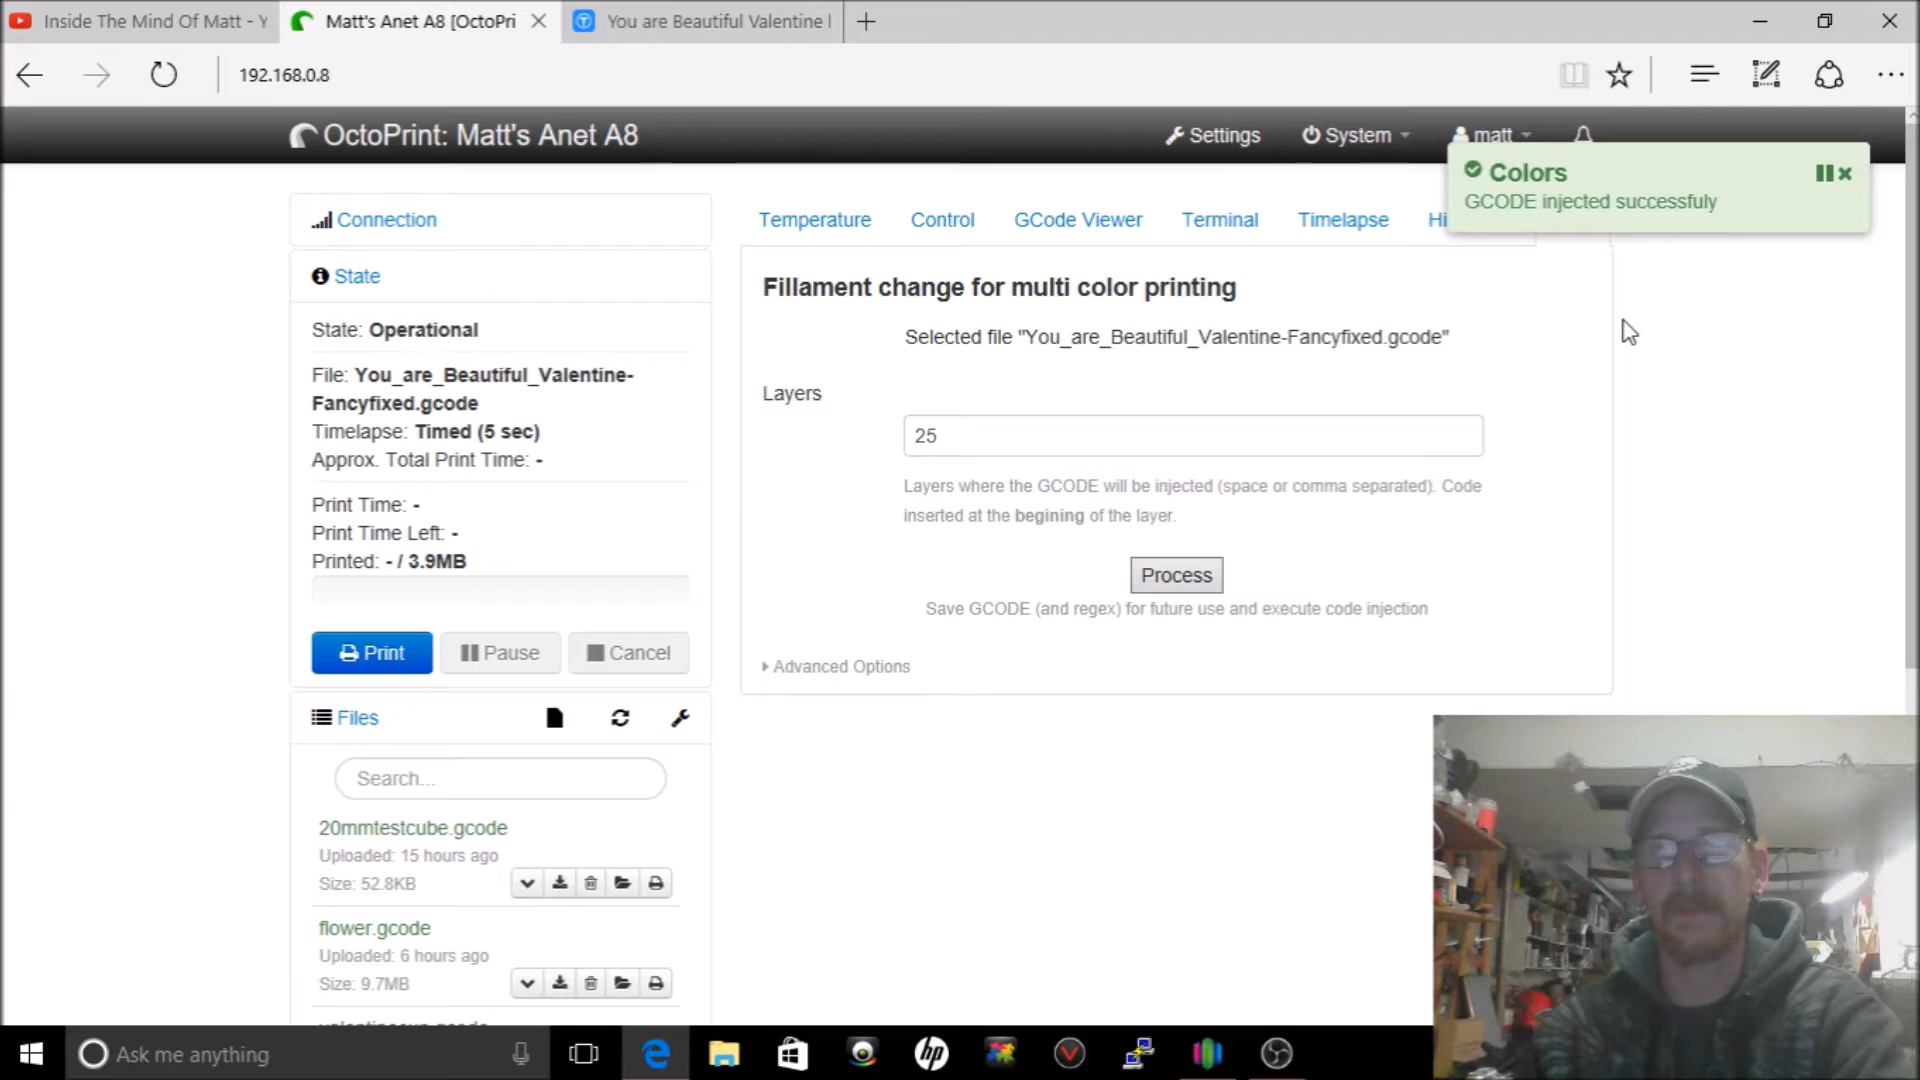 Inside The Mind Of Matt - Y
Matt's Anet A8 [OctoPri
You are Beautiful Valentine
192.168.0.8
OctoPrint: Matt's Anet A8
Settings
System
matt
Colors
GCODE injected successfuly
Connection
State
State: Operational
File: You_are_Beautiful_Valentine-
Fancyfixed.gcode
Timelapse: Timed (5 sec)
Approx. Total Print Time: -
Print Time: -
Print Time Left: -
Printed: - / 3.9MB
Print
Pause
Cancel
Files
Search...
20mmtestcube.gcode
Uploaded: 15 hours ago
Size: 52.8KB
flower.gcode
Uploaded: 6 hours ago
Size: 9.7MB
Temperature
Control
GCode Viewer
Terminal
Timelapse
Hi
Fillament change for multi color printing
Selected file "You_are_Beautiful_Valentine-Fancyfixed.gcode"
Layers
25
Layers where the GCODE will be injected (space or comma separated). Code
inserted at the begining of the layer.
Process
Save GCODE (and regex) for future use and execute code injection
Advanced Options
Ask me anything
hp